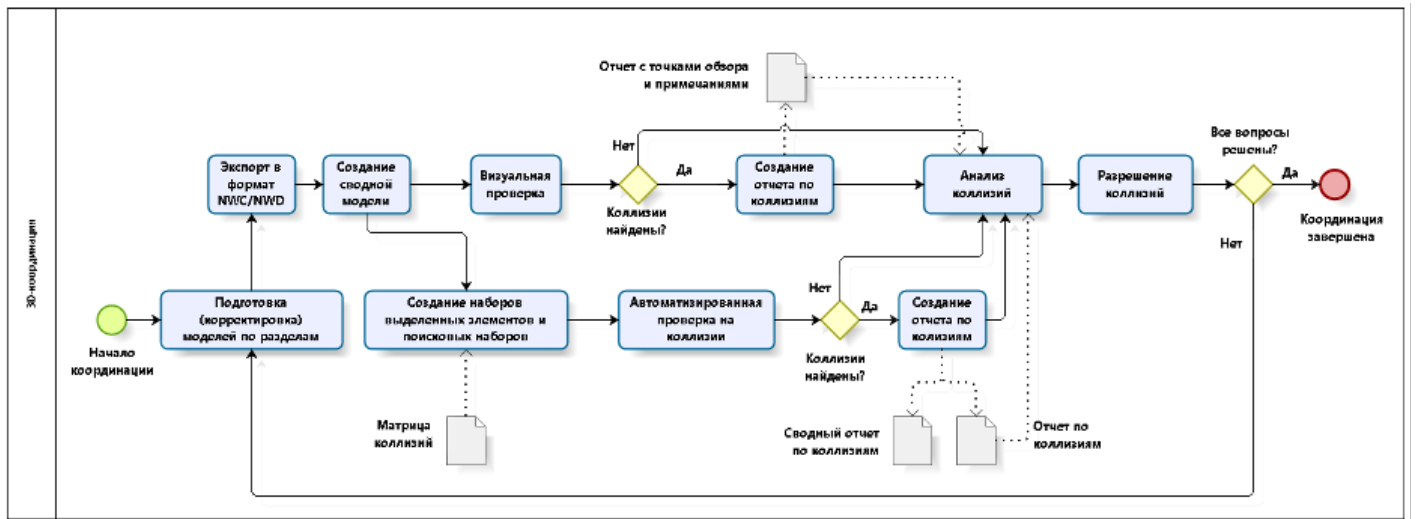 3D-координации
Отчет с точками обзора
и примечаниями
Все вопросы
решены?
Нет
Экспорт в
формат
NWC/NWD
Создание
сводной
модели
Визуальная
проверка
Да
Создание
отчета по
коллизиям
Анализ
коллизий
Разрешение
коллизий
Да
Коллизии
найдены?
Координация
завершена
Нет
Подготовка
(корректировка)
моделей по разделам
Создание наборов
выделенных элементов и
поисковых наборов
Автоматизированная
проверка на
коллизии
Нет
Да
Создание
отчета по
колизиям
Начало
координации
Коллизии
найдены?
Матрица
коллизий
Сводный отчет
по коллизиям
Отчет по
коллизиям